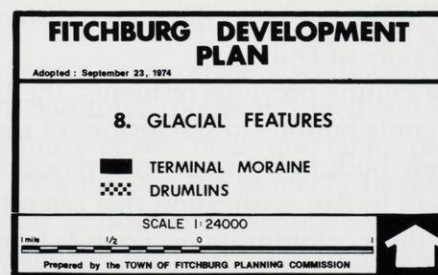 FITCHBURG DEVELOPMENT
PLAN
Adopted : September 23, 1974
8. GLACIAL FEATURES
TERMINAL MORAINE
DRUMLINS
SCALE 1:24000
1 mile 1/2 0 1
Prepared by the TOWN OF FITCHBURG PLANNING COMMISSION